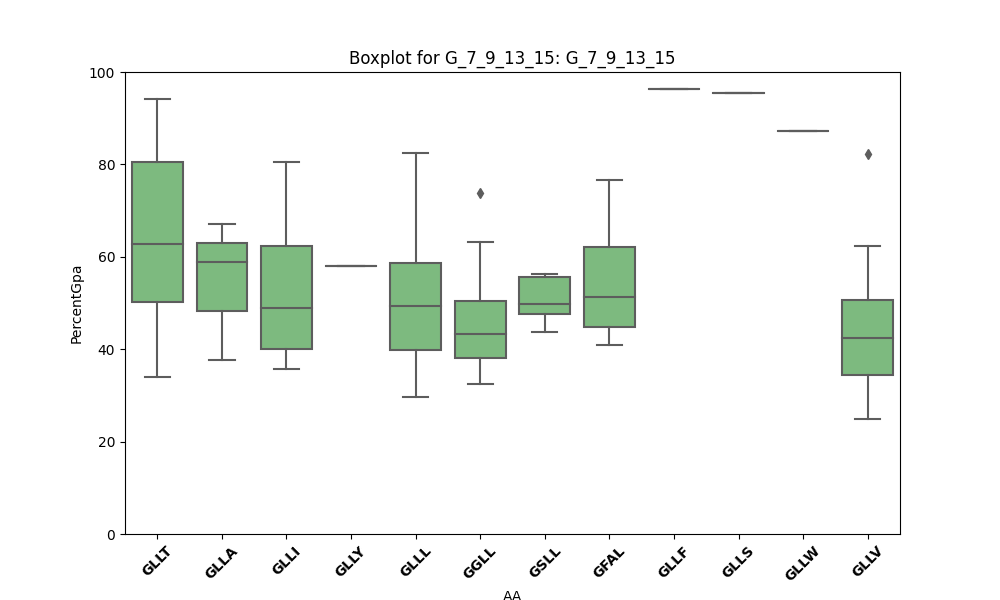 Boxplot for G_7_9_13_15: G_7_9_13_15
PercentGpa
100
80
60
40
20
0
GLLT GLLA GLLI GLLY GLLL GGLL GSLL GFAL GLLF GLLS GLLW GLLV
AA